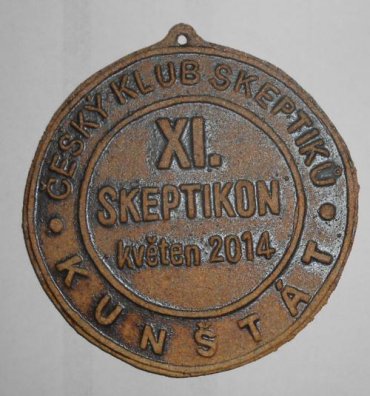 ČESKÝ KLUB SKEPTIKŮ
XI.
SKEPTIKON
květen 2014
KUNŠTÁT